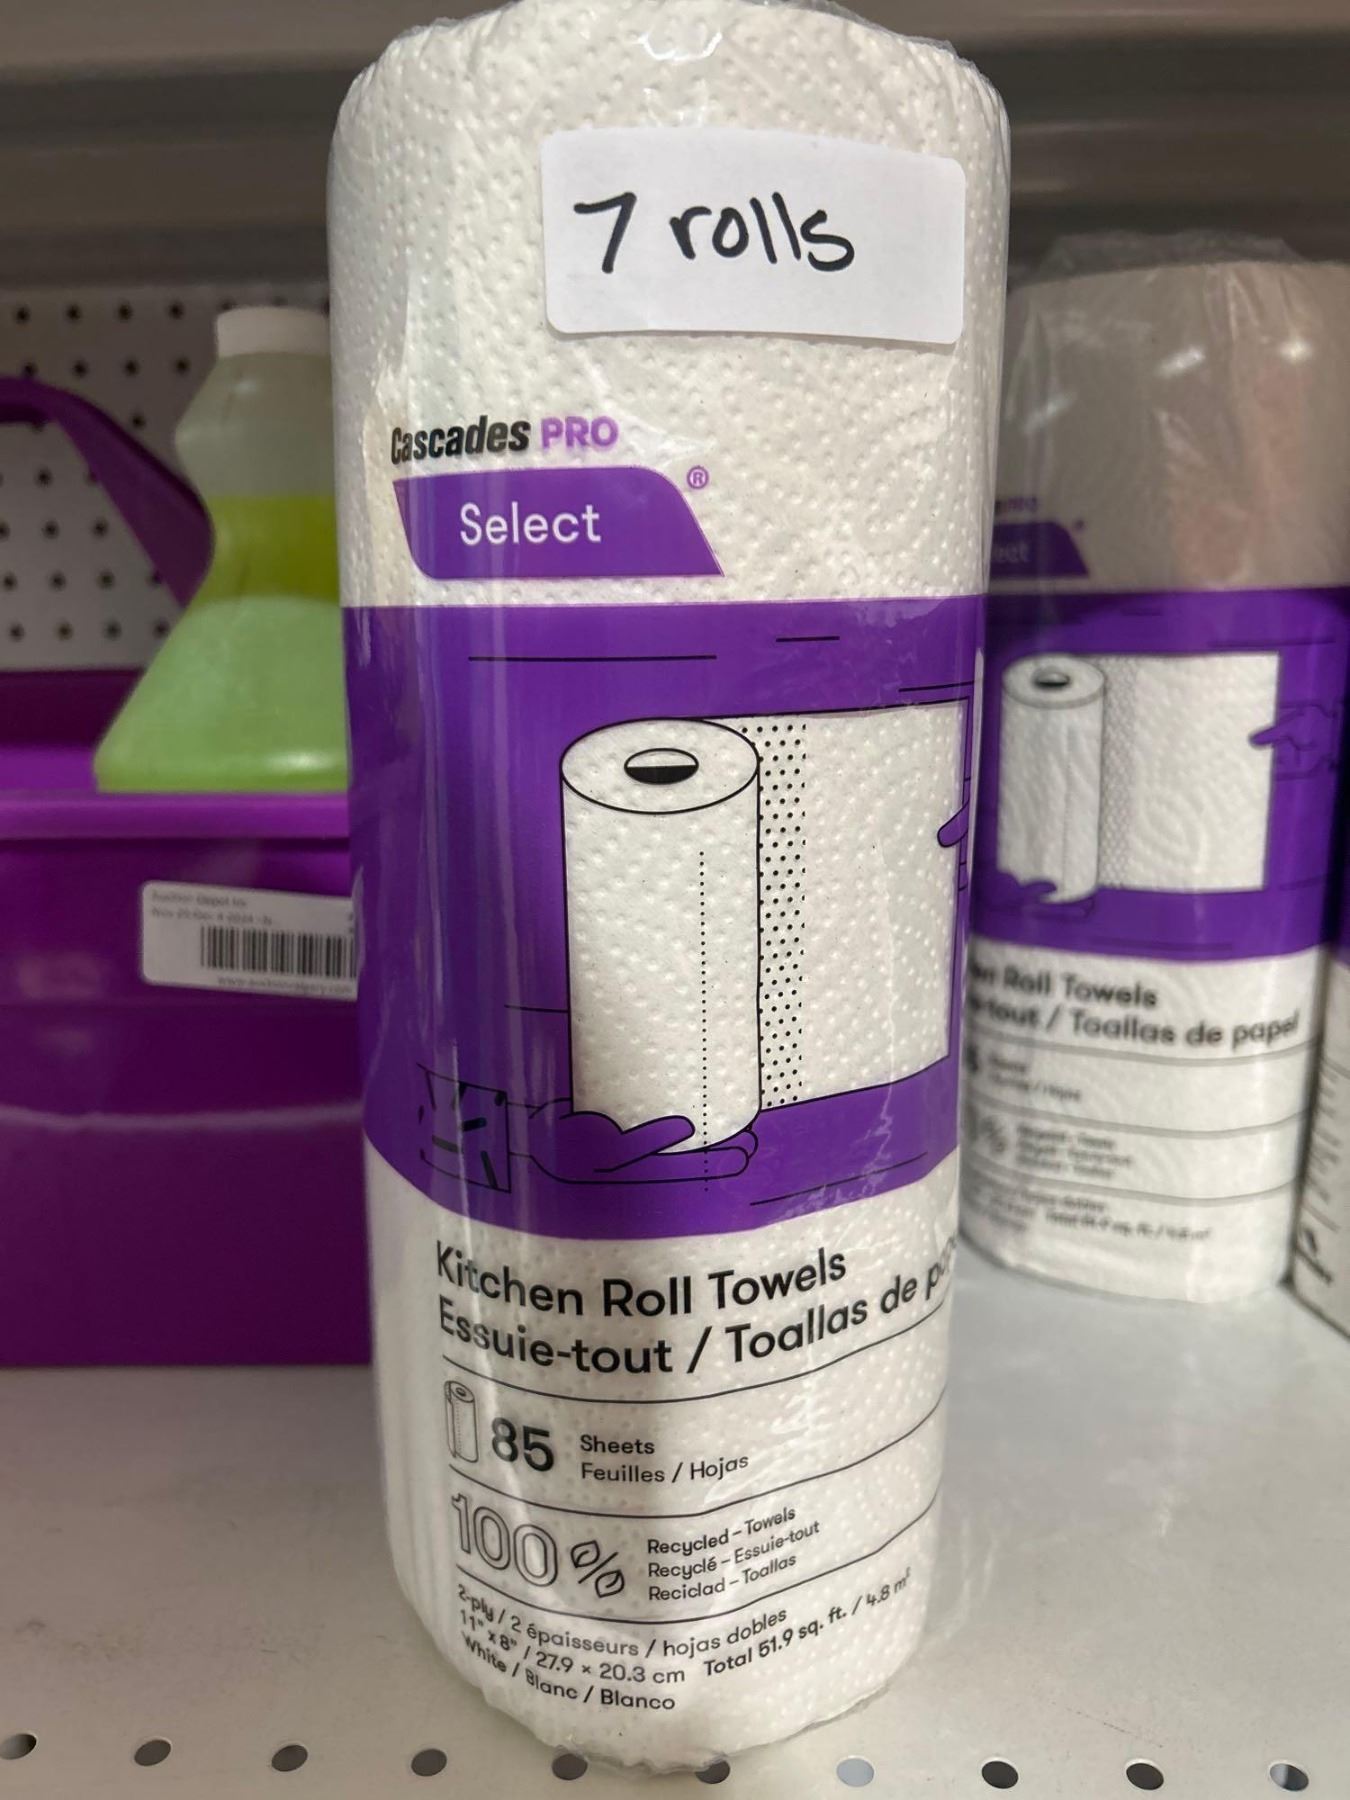 7 rolls
Cascades PRO
Select ®
Kitchen Roll Towels
Essuie-tout / Toallas de
85 Sheets
Feuilles / Hojas
100% Recycled – Towels
Recyclé – Essuie-tout
Reciclad – Toallas
2-ply / 2 épaisseurs / hojas dobles
11" x 8" / 27.9 × 20.3 cm Total 51.9 sq. ft. / 4.8 m²
White / Blanc / Blanco
Roll Towels
/ Toallas de papel